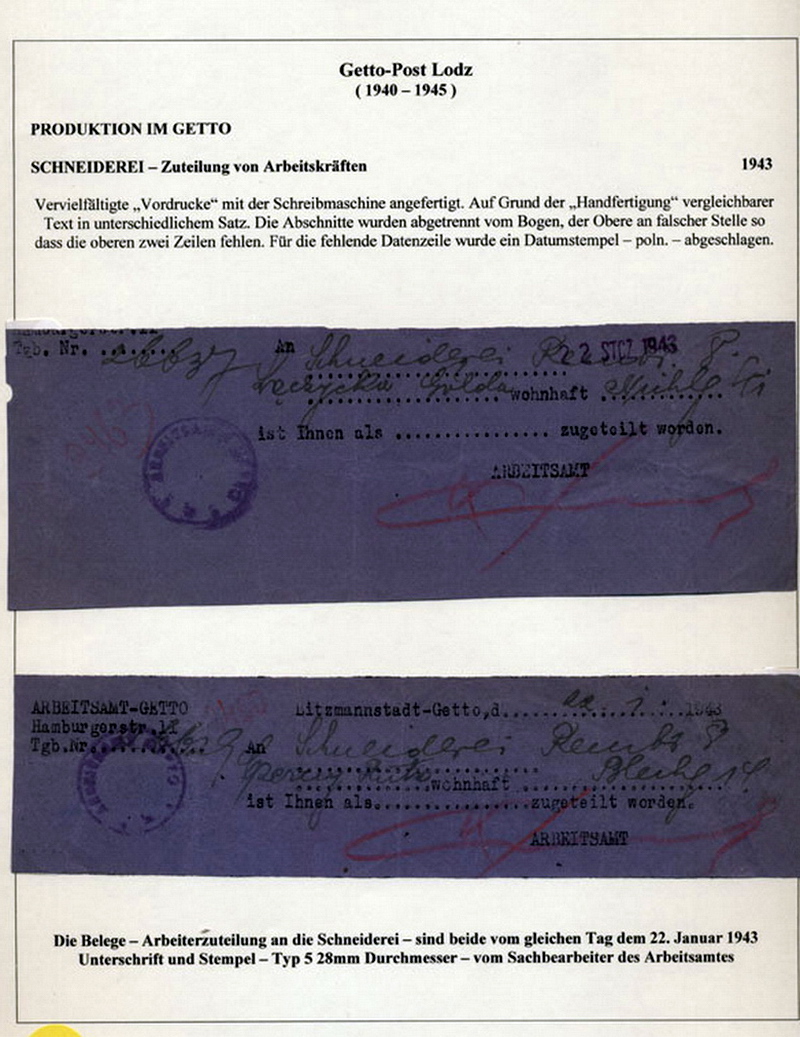 Getto-Post Lodz
( 1940 – 1945 )
PRODUKTION IM GETTO
SCHNEIDEREI – Zuteilung von Arbeitskräften 1943
Vervielfältigte „Vordrucke“ mit der Schreibmaschine angefertigt. Auf Grund der „Handfertigung“ vergleichbarer
Text in unterschiedlichem Satz. Die Abschnitte wurden abgetrennt vom Bogen, der Obere an falscher Stelle so
dass die oberen zwei Zeilen fehlen. Für die fehlende Datenzeile wurde ein Datumstempel – poln. – abgeschlagen.
Tgb. Nr. ........ An Schneiderei 22 STCZ 1943
Golda wohnhaft Mühlg
ist Ihnen als ............... zugeteilt worden.
ARBEITSAMT
ARBEITSAMT-GETTO Litzmannstadt-Getto,d. 22. 1. 1943
Hamburgerstr.11
Tgb.Nr. An Schneiderei
wohnhaft
ist Ihnen als...............zugeteilt worden.
ARBEITSAMT
Die Belege – Arbeiterzuteilung an die Schneiderei – sind beide vom gleichen Tag dem 22. Januar 1943
Unterschrift und Stempel – Typ 5 28mm Durchmesser – vom Sachbearbeiter des Arbeitsamtes